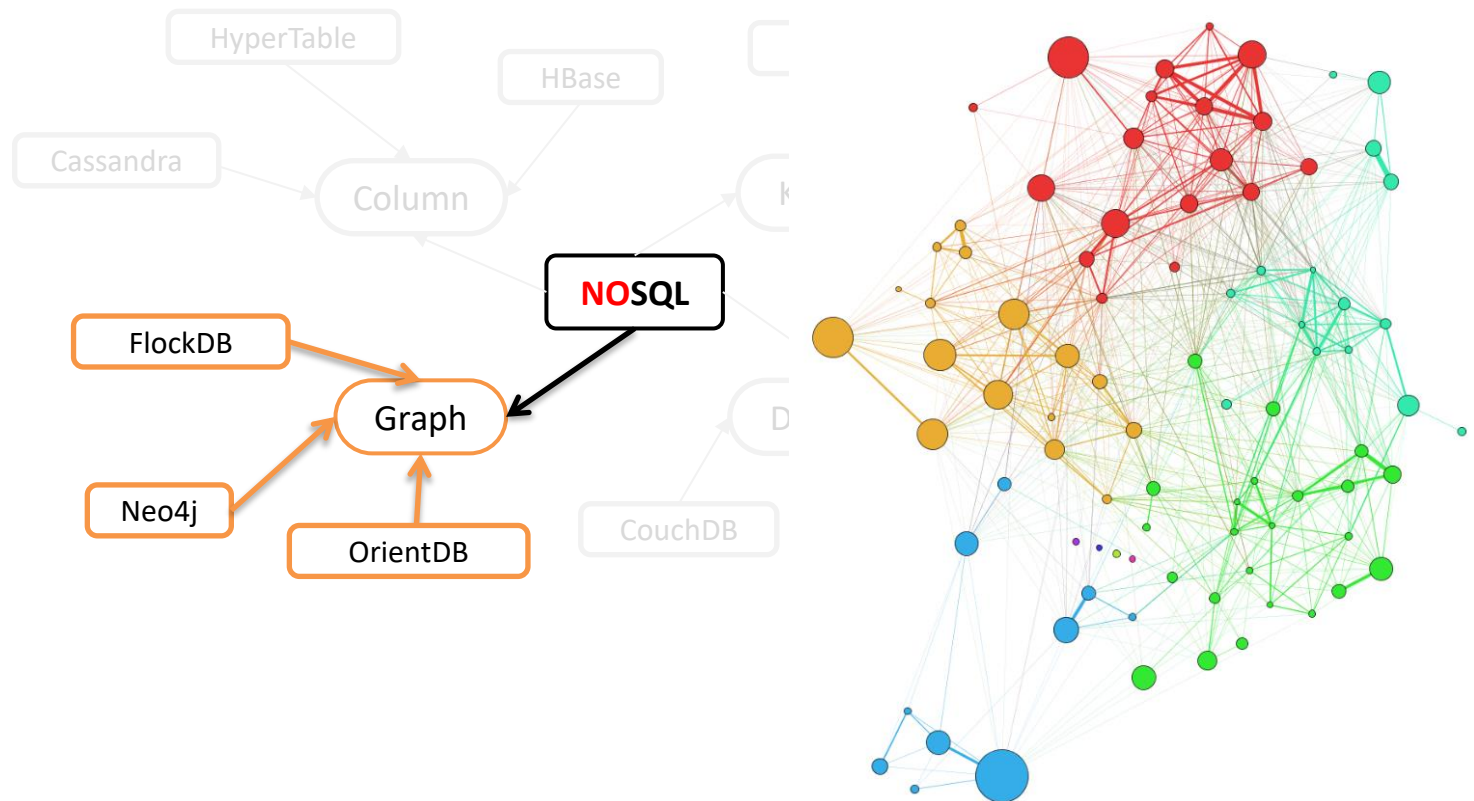 HyperTable
HBase
Cassandra
Column
K
NOSQL
FlockDB
Graph
D
Neo4j
OrientDB
CouchDB